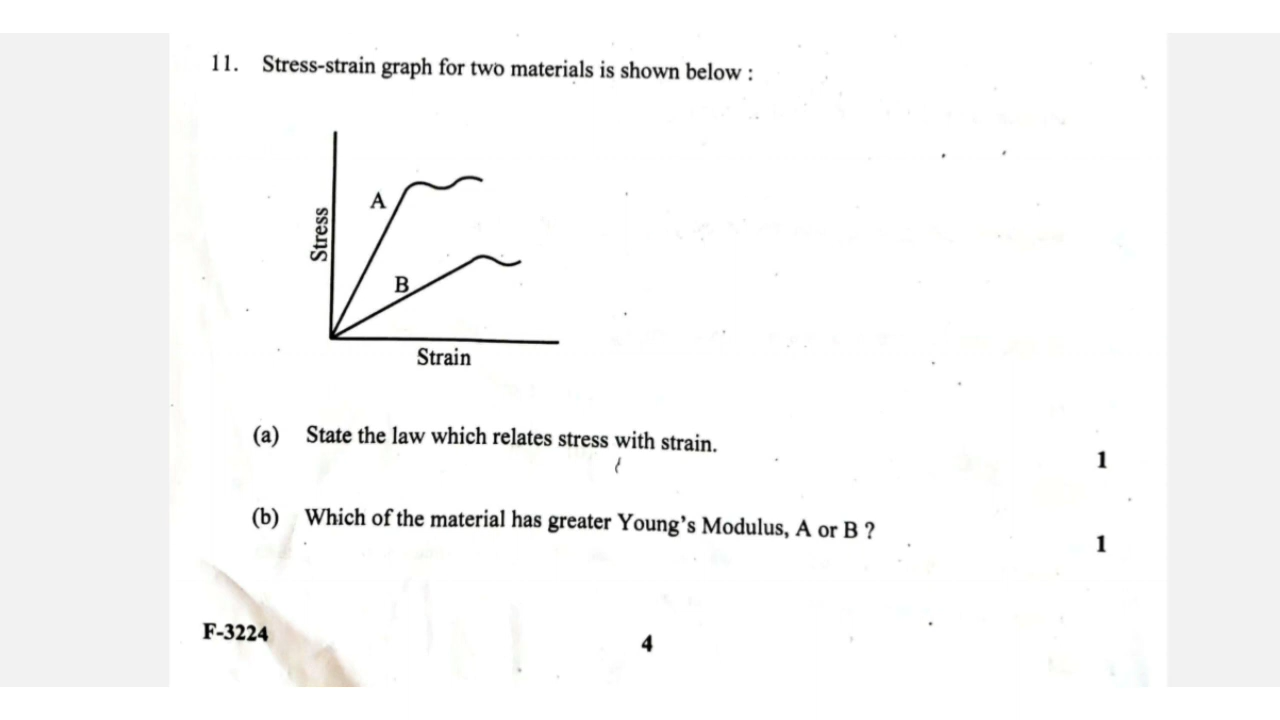 11. Stress-strain graph for two materials is shown below :
A
Stress
B
Strain
(a) State the law which relates stress with strain.
1
(b) Which of the material has greater Young's Modulus, A or B ?
1
F-3224
4